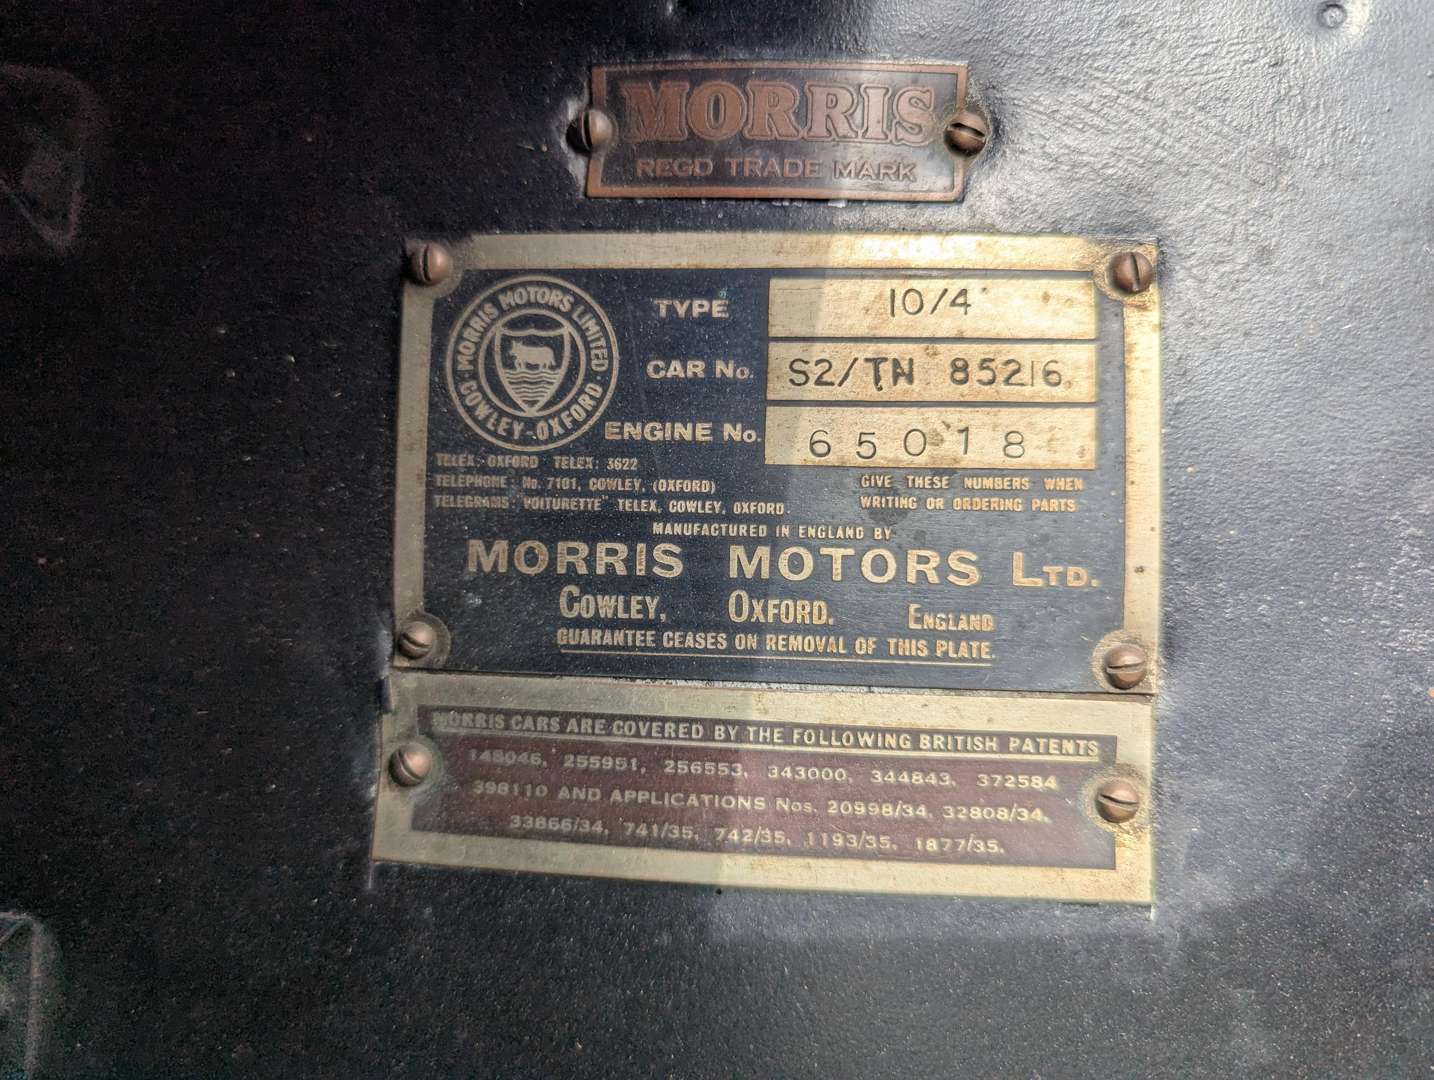 MORRIS
REGD TRADE MARK
MORRIS MOTORS LIMITED
COWLEY-OXFORD
TYPE 10/4
CAR No. S2/TN 85216
ENGINE No. 65018
TELEX:-OXFORD TELEX: 3622
TELEPHONE: No. 7101, COWLEY, (OXFORD)
TELEGRAMS: "VOITURETTE" TELEX, COWLEY, OXFORD.
GIVE THESE NUMBERS WHEN
WRITING OR ORDERING PARTS
MANUFACTURED IN ENGLAND BY
MORRIS MOTORS LTD.
COWLEY, OXFORD. ENGLAND
GUARANTEE CEASES ON REMOVAL OF THIS PLATE.
MORRIS CARS ARE COVERED BY THE FOLLOWING BRITISH PATENTS
148046, 255951, 256553, 343000, 344843, 372584
398110 AND APPLICATIONS Nos. 20998/34, 32808/34,
33866/34, 741/35, 742/35, 1193/35, 1877/35.